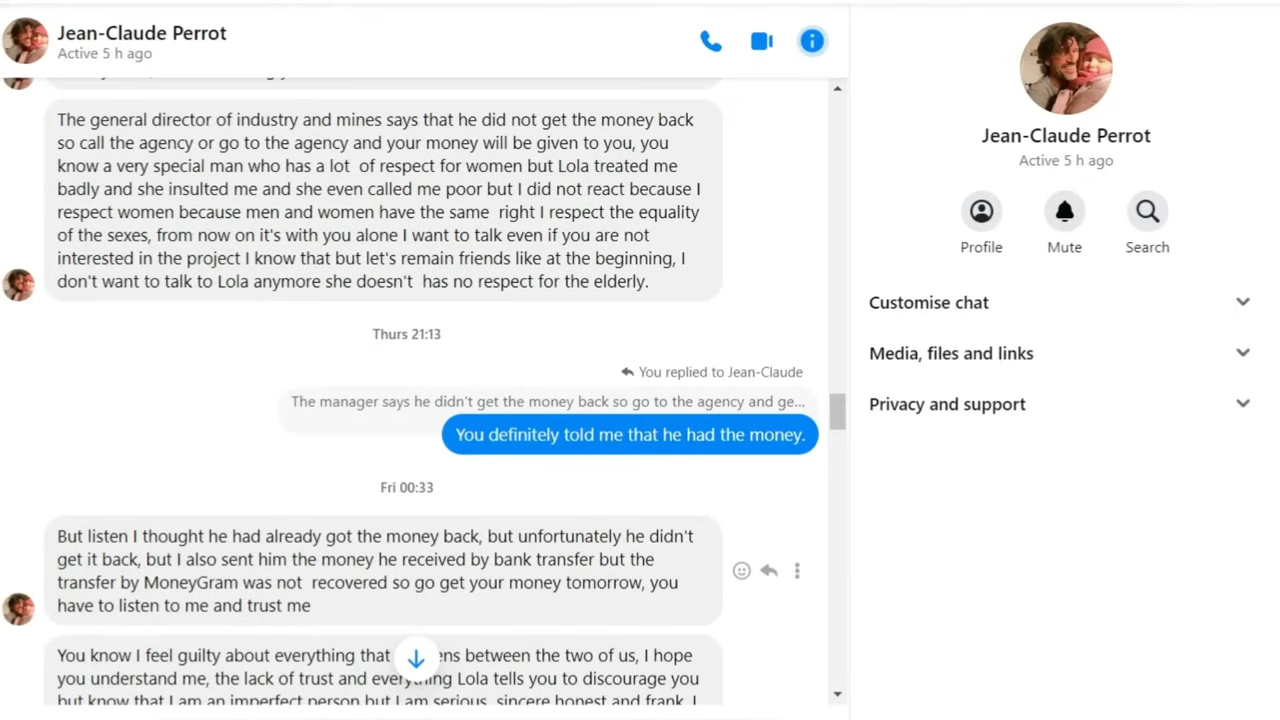 Jean-Claude Perrot
Active 5 h ago
The general director of industry and mines says that he did not get the money back
so call the agency or go to the agency and your money will be given to you, you
know a very special man who has a lot of respect for women but Lola treated me
badly and she insulted me and she even called me poor but I did not react because I
respect women because men and women have the same right I respect the equality
of the sexes, from now on it's with you alone I want to talk even if you are not
interested in the project I know that but let's remain friends like at the beginning, I
don't want to talk to Lola anymore she doesn't has no respect for the elderly.
Thurs 21:13
You replied to Jean-Claude
The manager says he didn't get the money back so go to the agency and ge...
You definitely told me that he had the money.
Fri 00:33
But listen I thought he had already got the money back, but unfortunately he didn't
get it back, but I also sent him the money he received by bank transfer but the
transfer by MoneyGram was not recovered so go get your money tomorrow, you
have to listen to me and trust me
You know I feel guilty about everything that ens between the two of us, I hope
you understand me, the lack of trust and everything Lola tells you to discourage you
but know that I am an imperfect person but I am serious, sincere honest and frank, I
Jean-Claude Perrot
Active 5 h ago
Profile
Mute
Search
Customise chat
Media, files and links
Privacy and support